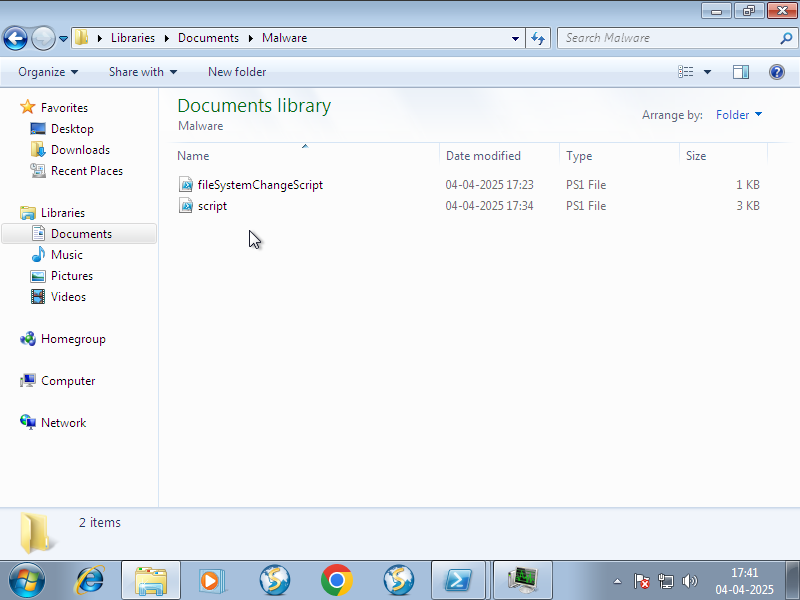 Libraries Documents Malware
Search Malware
Organize Share with New folder
Favorites
Desktop
Downloads
Recent Places
Libraries
Documents
Music
Pictures
Videos
Homegroup
Computer
Network
Documents library
Malware
Arrange by: Folder
Name Date modified Type Size
fileSystemChangeScript 04-04-2025 17:23 PS1 File 1 KB
script 04-04-2025 17:34 PS1 File 3 KB
2 items
17:41
04-04-2025